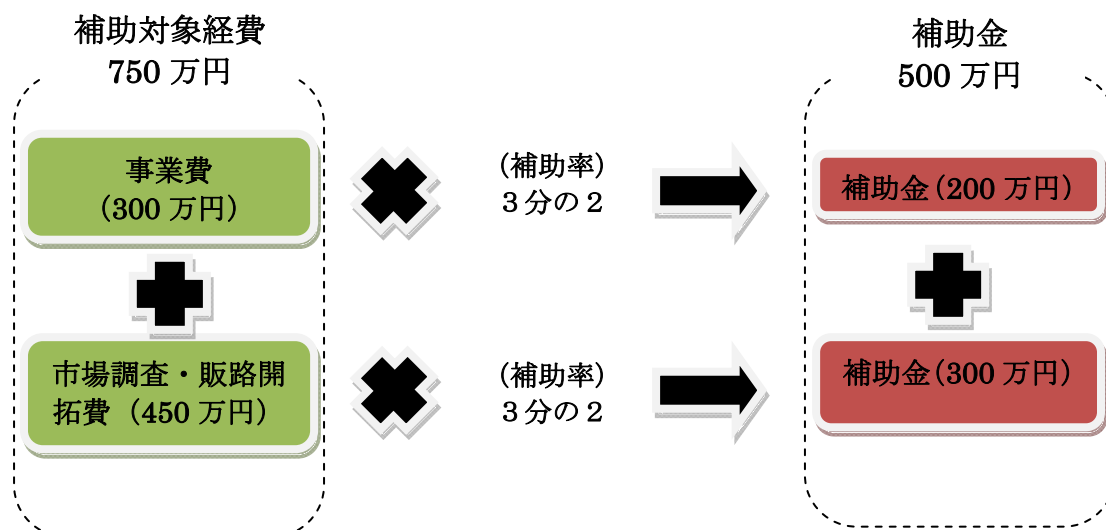 補助対象経費
750 万円
補助金
500 万円
事業費
(300 万円)
(補助率)
3分の2
補助金(200 万円)
市場調査・販路開
拓費 (450 万円)
(補助率)
3分の2
補助金(300 万円)